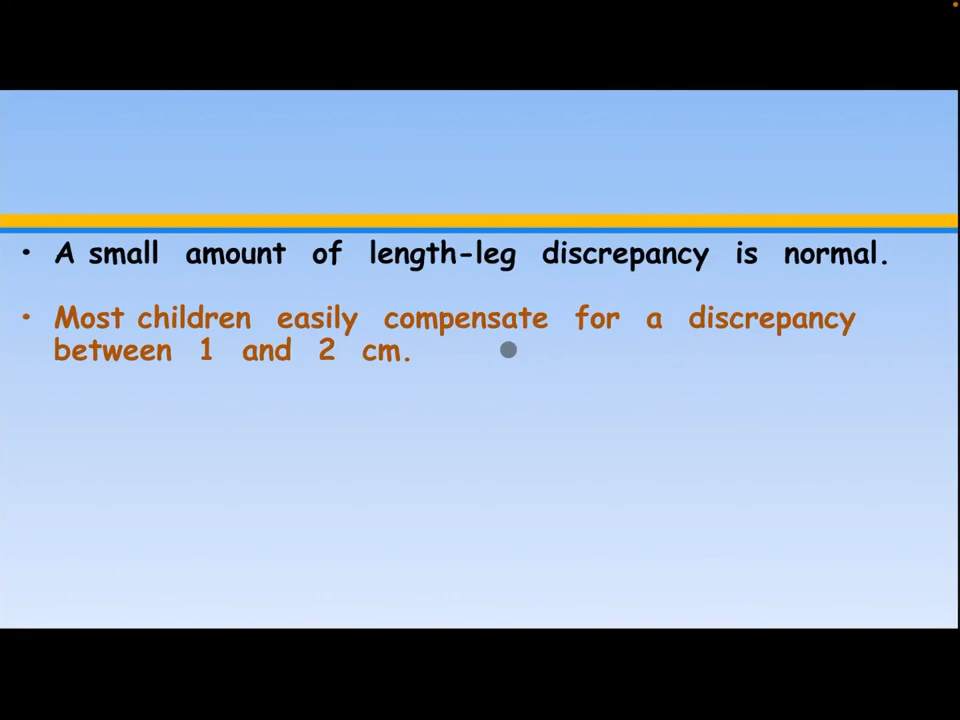 • A small amount of length-leg discrepancy is normal.
• Most children easily compensate for a discrepancy
between 1 and 2 cm.